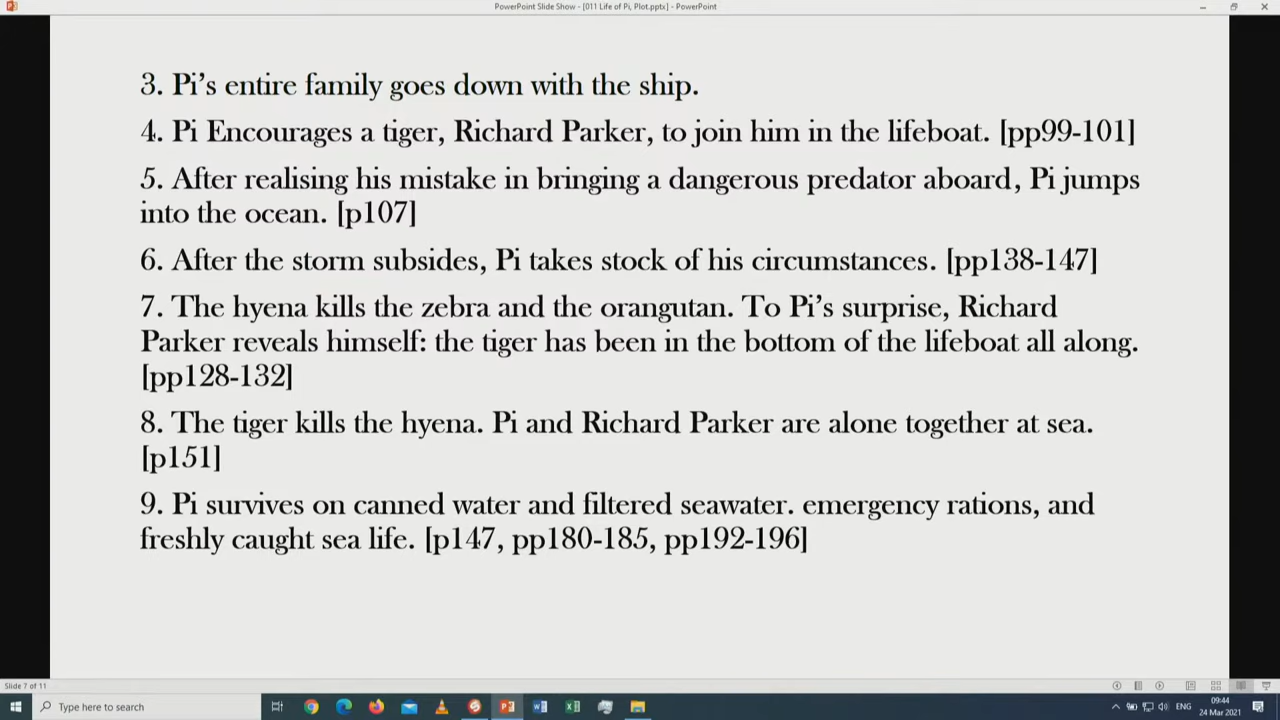 PowerPoint Slide Show - [011 Life of Pi, Plot.pptx] - PowerPoint
3. Pi's entire family goes down with the ship.
4. Pi Encourages a tiger, Richard Parker, to join him in the lifeboat. [pp99-101]
5. After realising his mistake in bringing a dangerous predator aboard, Pi jumps
into the ocean. [p107]
6. After the storm subsides, Pi takes stock of his circumstances. [pp138-147]
7. The hyena kills the zebra and the orangutan. To Pi's surprise, Richard
Parker reveals himself: the tiger has been in the bottom of the lifeboat all along.
[pp128-132]
8. The tiger kills the hyena. Pi and Richard Parker are alone together at sea.
[p151]
9. Pi survives on canned water and filtered seawater. emergency rations, and
freshly caught sea life. [p147, pp180-185, pp192-196]
Slide 7 of 11
Type here to search
ENG
09:44
24 Mar 2021